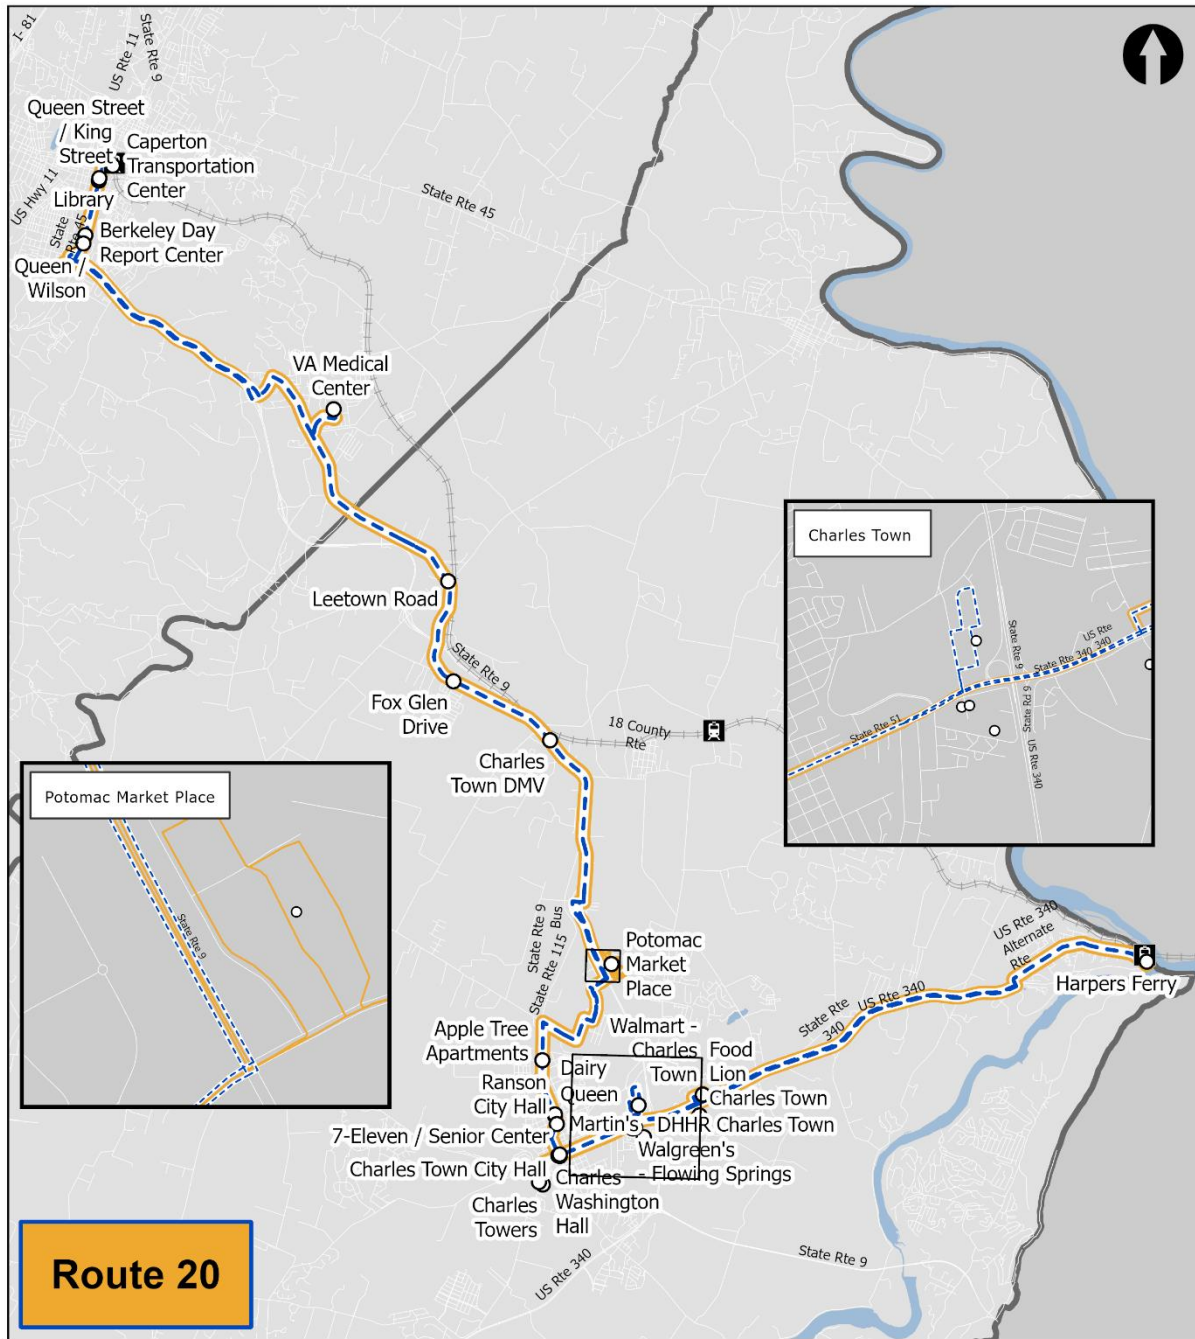 I- 81
US Rte 11
State Rte 9
Queen Street
/ King
Street
Caperton
Transportation
Center
Library
US Hwy 11
State
Rte 45
State Rte 45
Berkeley Day
Report Center
Queen /
Wilson
VA Medical
Center
Leetown Road
State Rte 9
Fox Glen
Drive
18 County
Rte
Charles
Town DMV
Charles Town
State Rte 9
US Rte
340
State Rte 340
State Rd 9
US Rte 340
State Rte 51
Potomac Market Place
State Rte 9
State Rte 9
State Rte 115 Bus
Potomac
Market
Place
US Rte 340
Alternate
Rte
Harpers Ferry
State Rte
340
US Rte 340
Apple Tree
Apartments
Walmart -
Charles
Town
Food
Lion
Charles Town
Dairy
Queen
Ranson
City Hall
Martin's
DHHR Charles Town
7-Eleven / Senior Center
Walgreen's
- Flowing Springs
Charles Town City Hall
Charles
Washington
Hall
Charles
Towers
US Rte 340
State Rte 9
Route 20